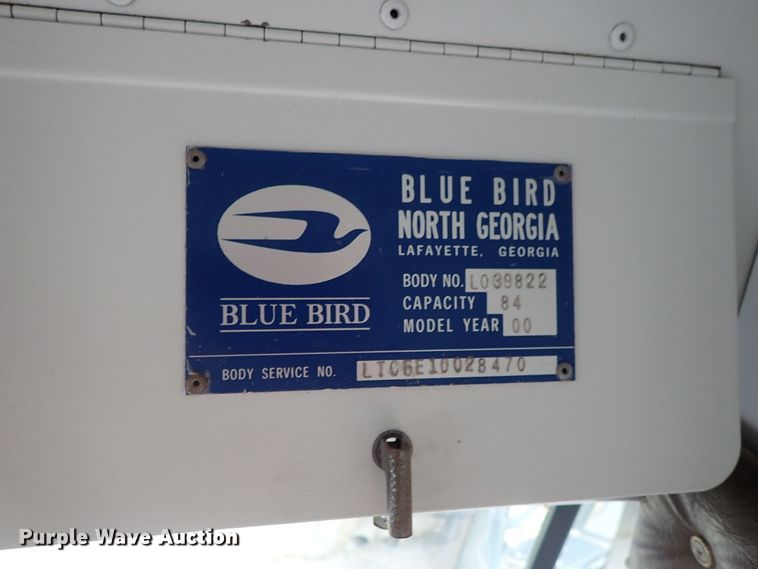 BLUE BIRD
NORTH GEORGIA
LAFAYETTE, GEORGIA
BODY NO. L039822
CAPACITY 84
MODEL YEAR 00
BLUE BIRD
BODY SERVICE NO. LTC6E10028470
Purple Wave Auction